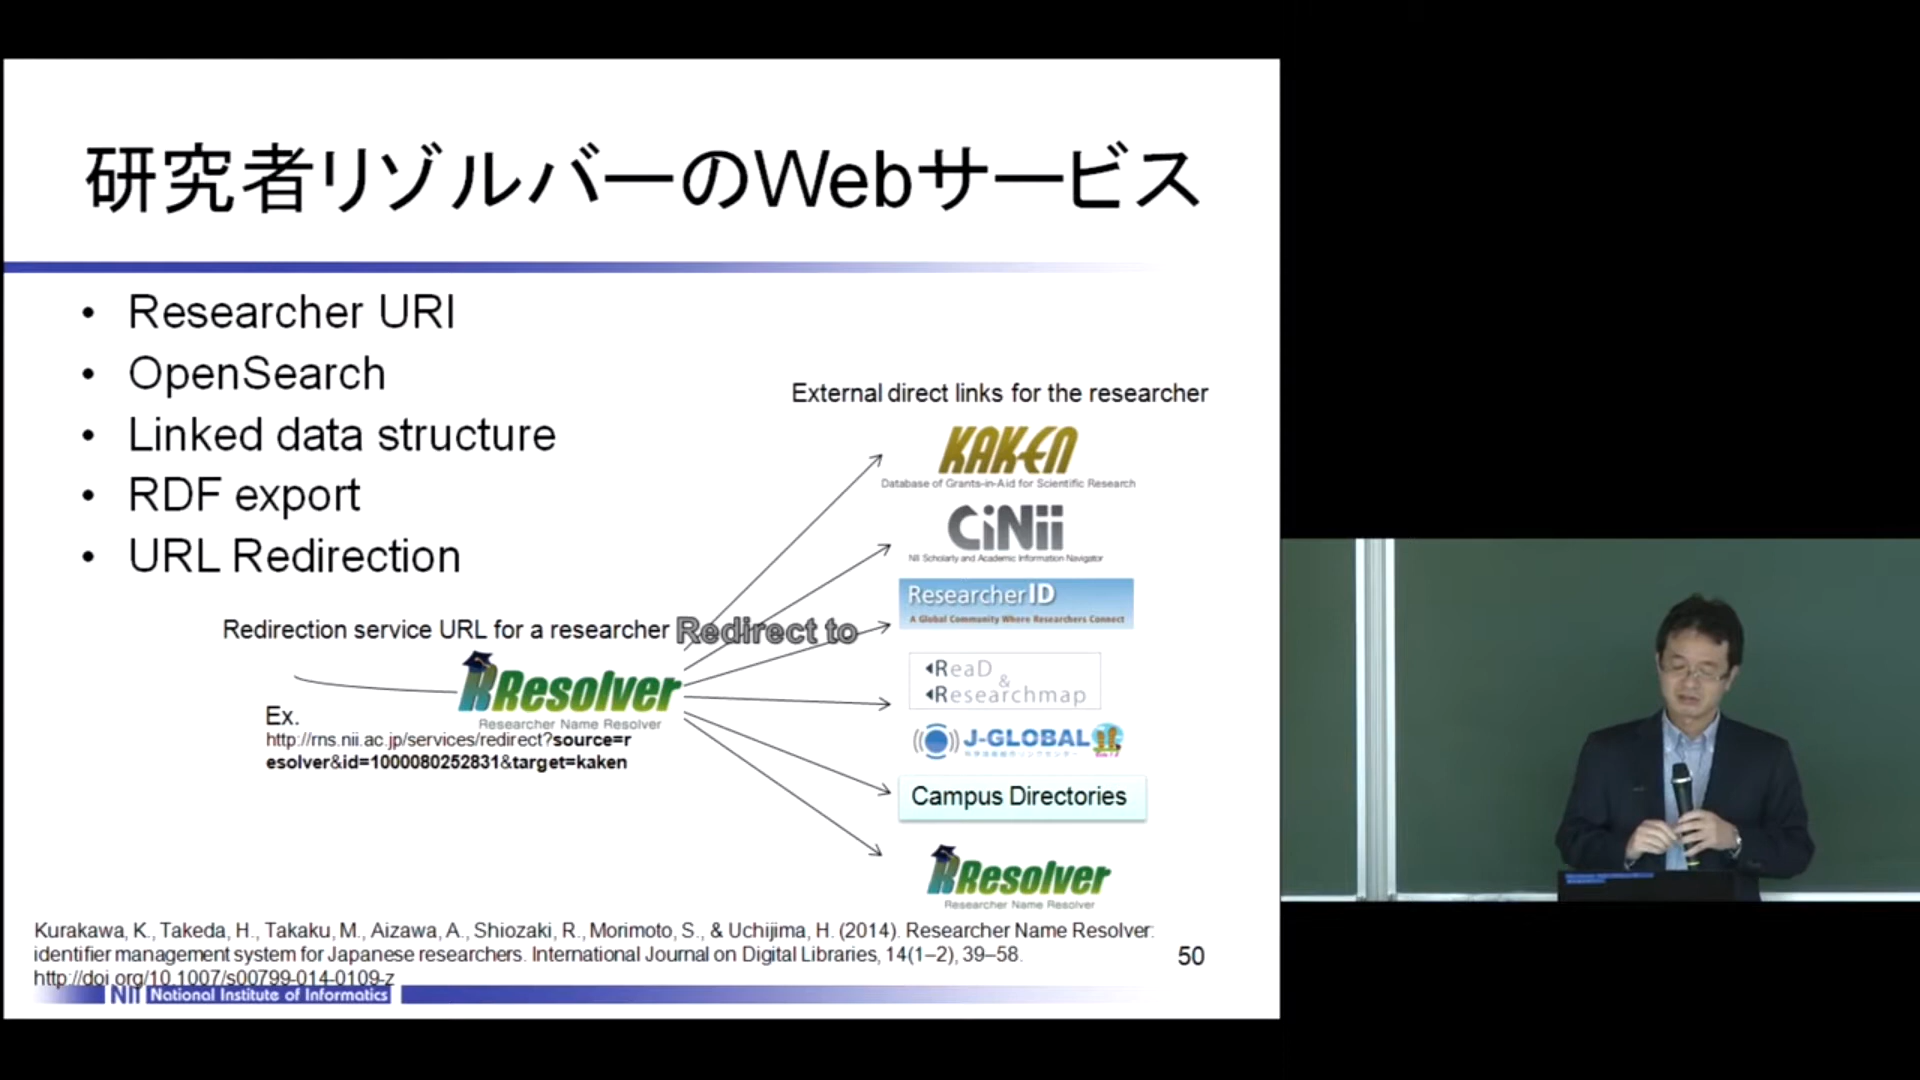 研究者リゾルバーのWebサービス
• Researcher URI
• OpenSearch
• Linked data structure
• RDF export
• URL Redirection
External direct links for the researcher
KAKEN
Database of Grants-in-Aid for Scientific Research
CiNii
NII Scholarly and Academic Information Navigator
ResearcherID
A Global Community Where Researchers Connect
Redirection service URL for a researcher
Redirect to
Resolver
Researcher Name Resolver
ReaD
&
Researchmap
Ex.
http://rns.nii.ac.jp/services/redirect?source=r
esolver&id=1000080252831&target=kaken
J-GLOBAL
Campus Directories
Resolver
Researcher Name Resolver
Kurakawa, K., Takeda, H., Takaku, M., Aizawa, A., Shiozaki, R., Morimoto, S., & Uchijima, H. (2014). Researcher Name Resolver:
identifier management system for Japanese researchers. International Journal on Digital Libraries, 14(1–2), 39–58.
http://doi.org/10.1007/s00799-014-0109-z
50
NII National Institute of Informatics